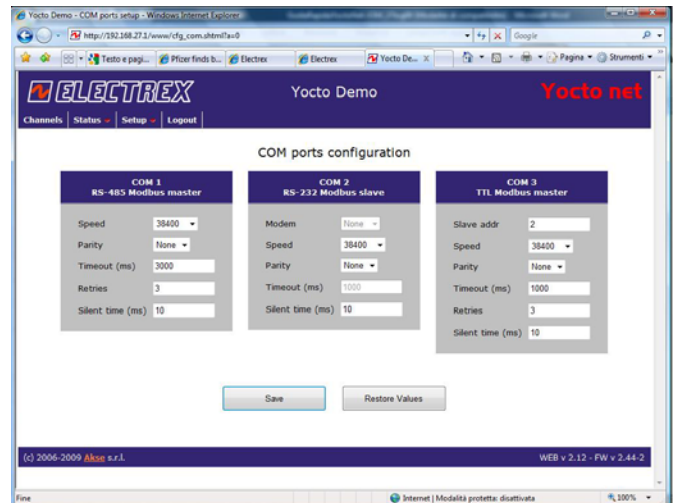 Yocto Demo - COM ports setup - Windows Internet Explorer
http://192.168.27.1/www/cfg_com.shtml?a=0
Google
Testo e pagi... Pfizer finds b... Electrex Electrex Yocto De... X Pagina Strumenti
ELECTREX Yocto Demo Yocto net
Channels Status Setup Logout
COM ports configuration
COM 1
RS-485 Modbus master
Speed 38400
Parity None
Timeout (ms) 3000
Retries 3
Silent time (ms) 10
COM 2
RS-232 Modbus slave
Modem None
Speed 38400
Parity None
Timeout (ms) 1000
Silent time (ms) 10
COM 3
TTL Modbus master
Slave addr 2
Speed 38400
Parity None
Timeout (ms) 1000
Retries 3
Silent time (ms) 10
Save Restore Values
(c) 2006-2009 Akse s.r.l. WEB v 2.12 - FW v 2.44-2
Fine Internet | Modalità protetta: disattivata 100%